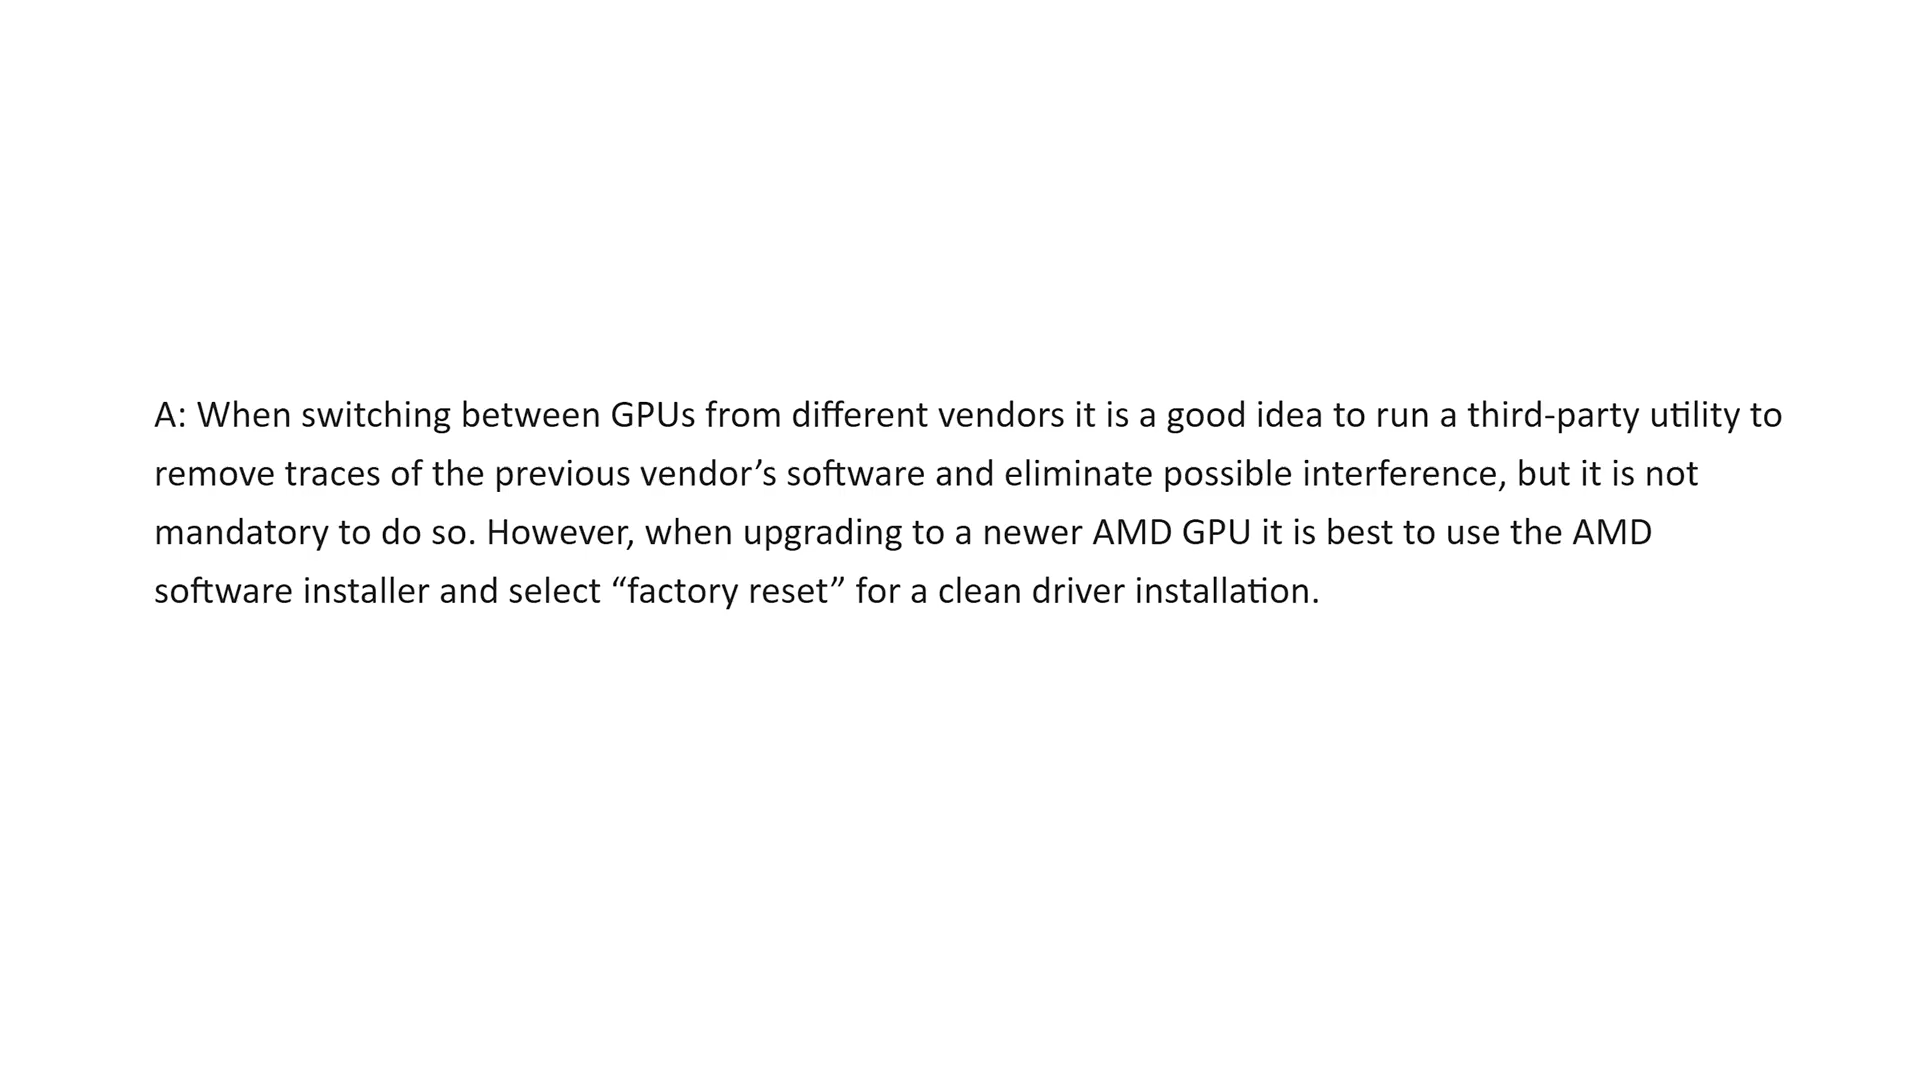 A: When switching between GPUs from different vendors it is a good idea to run a third-party utility to
remove traces of the previous vendor’s software and eliminate possible interference, but it is not
mandatory to do so. However, when upgrading to a newer AMD GPU it is best to use the AMD
software installer and select “factory reset” for a clean driver installation.